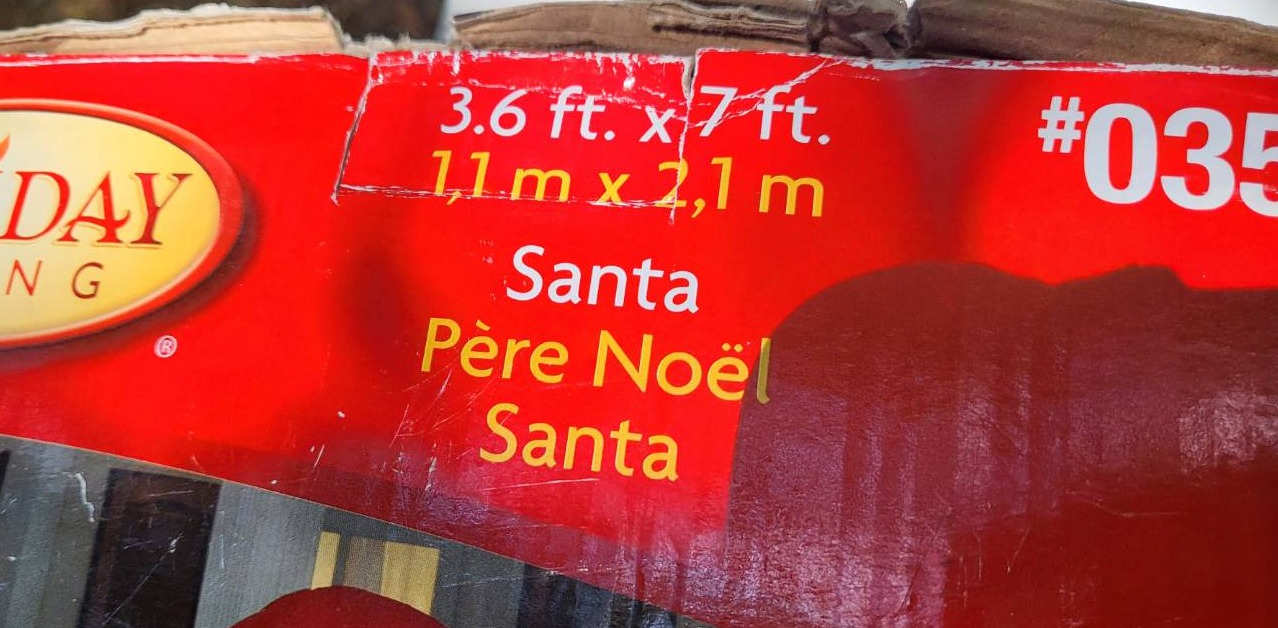 3.6 ft. x 7 ft.
1,1 m x 2,1 m
#035
DAY
NG
®
Santa
Père Noël
Santa